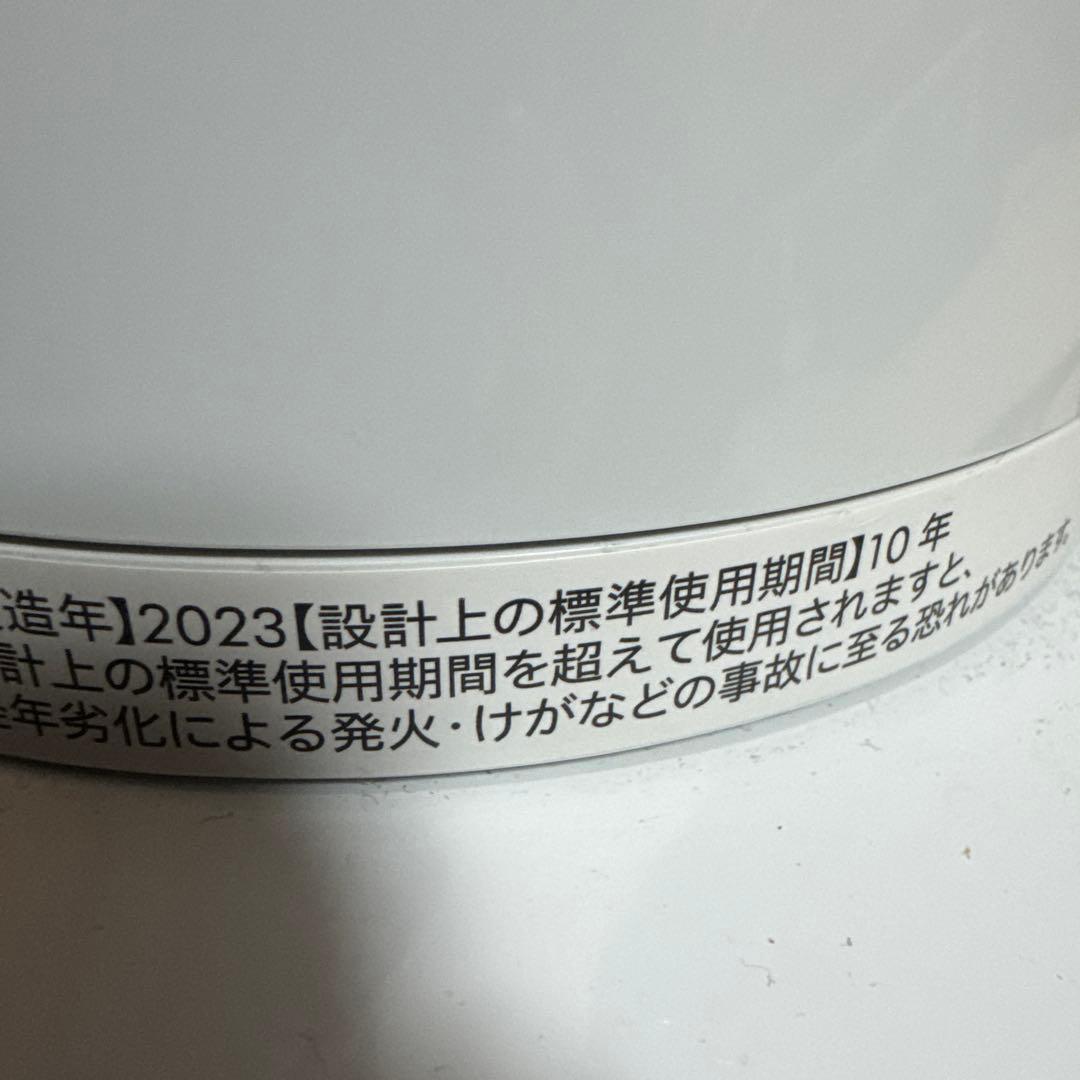 造年】2023【設計上の標準使用期間】10年
計上の標準使用期間を超えて使用されますと、
年劣化による発火・けがなどの事故に至る恐れがあります